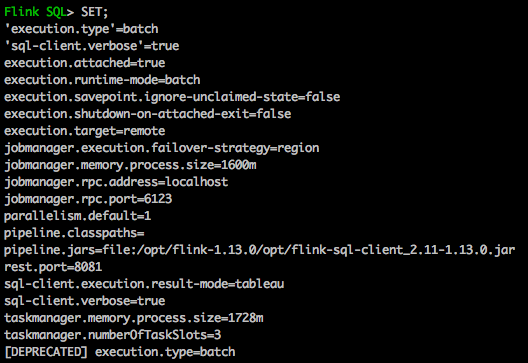 Flink SQL> SET;
'execution.type'=batch
'sql-client.verbose'=true
execution.attached=true
execution.runtime-mode=batch
execution.savepoint.ignore-unclaimed-state=false
execution.shutdown-on-attached-exit=false
execution.target=remote
jobmanager.execution.failover-strategy=region
jobmanager.memory.process.size=1600m
jobmanager.rpc.address=localhost
jobmanager.rpc.port=6123
parallelism.default=1
pipeline.classpaths=
pipeline.jars=file:/opt/flink-1.13.0/opt/flink-sql-client_2.11-1.13.0.jar
rest.port=8081
sql-client.execution.result-mode=tableau
sql-client.verbose=true
taskmanager.memory.process.size=1728m
taskmanager.numberOfTaskSlots=3
[DEPRECATED] execution.type=batch